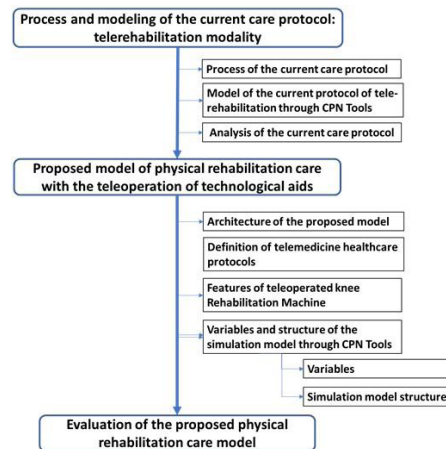 Process and modeling of the current care protocol:
telerehabilitation modality
Process of the current care protocol
Model of the current protocol of tele-
rehabilitation through CPN Tools
Analysis of the current care protocol
Proposed model of physical rehabilitation care
with the teleoperation of technological aids
Architecture of the proposed model
Definition of telemedicine healthcare
protocols
Features of teleoperated knee
Rehabilitation Machine
Variables and structure of the
simulation model through CPN Tools
Variables
Simulation model structure
Evaluation of the proposed physical
rehabilitation care model